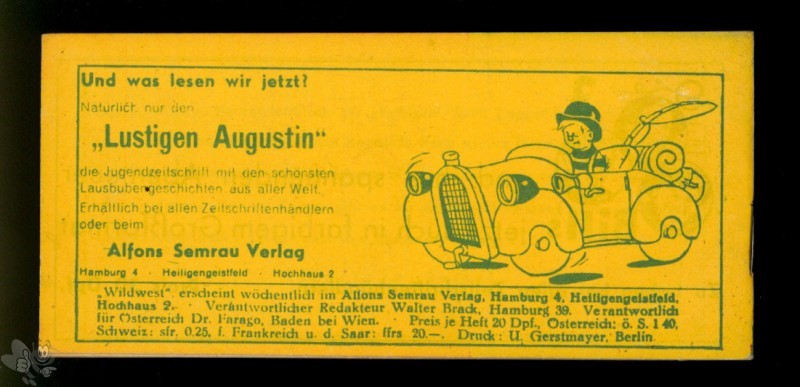 Und was lesen wir jetzt?
Natürlich nur den
„Lustigen Augustin"
die Jugendzeitschrift mit den schönsten
Lausbubengeschichten aus aller Welt.
Erhältlich bei allen Zeitschriftenhändlern
oder beim
Alfons Semrau Verlag
Hamburg 4 · Heiligengeistfeld · Hochhaus 2
„Wildwest". erscheint wöchentlich im Alfons Semrau Verlag, Hamburg 4, Heiligengeistfeld,
Hochhaus 2. - Verantwortlicher Redakteur Walter Brack, Hamburg 39. Verantwortlich
für Österreich Dr. Farago, Baden bei Wien. · Preis je Heft 20 Dpf., Österreich: ö. S. 1 40,
Schweiz: sfr. 0.25, f. Frankreich u. d. Saar: ffrs 20.—. Druck: U. Gerstmayer, Berlin.